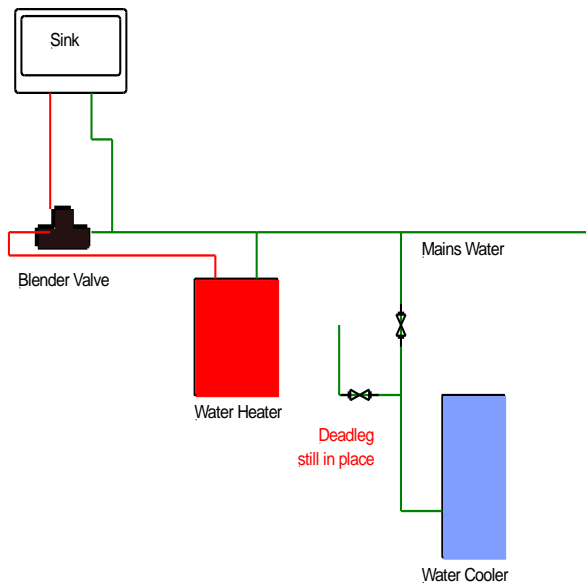 Sink
Mains Water
Blender Valve
Water Heater
Deadleg
still in place
Water Cooler